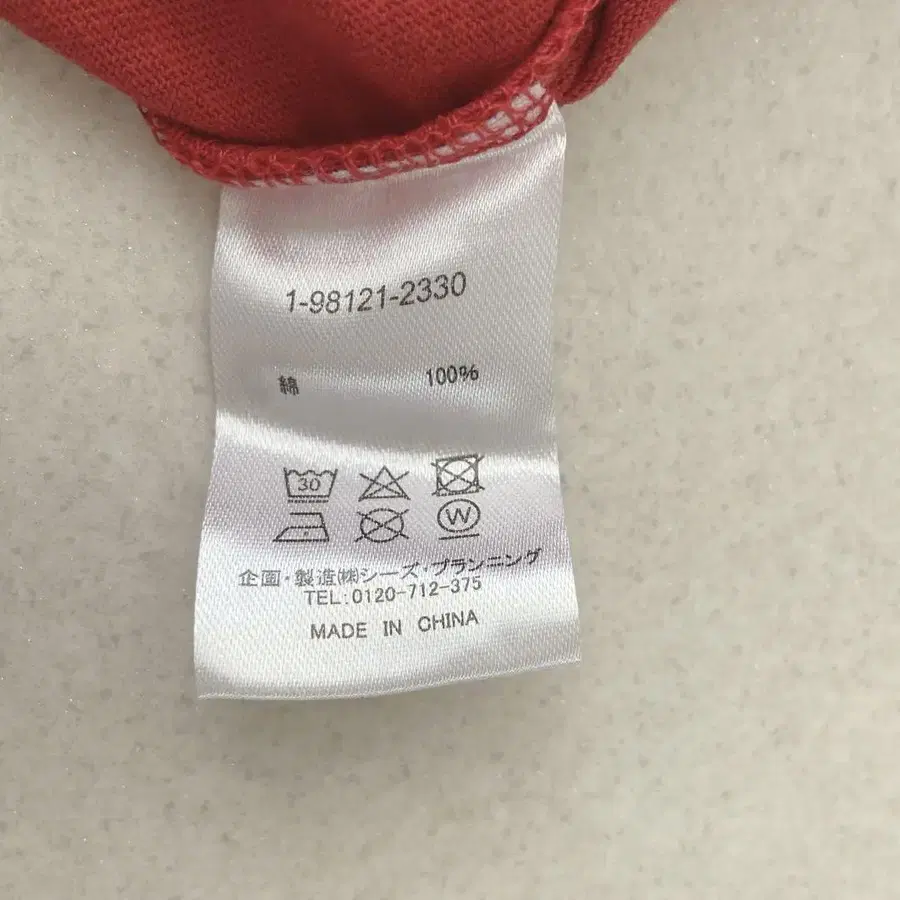 1-98121-2330
綿 100%
30
W
企画・製造㈱シーズ・プランニング
TEL:0120-712-375
MADE IN CHINA